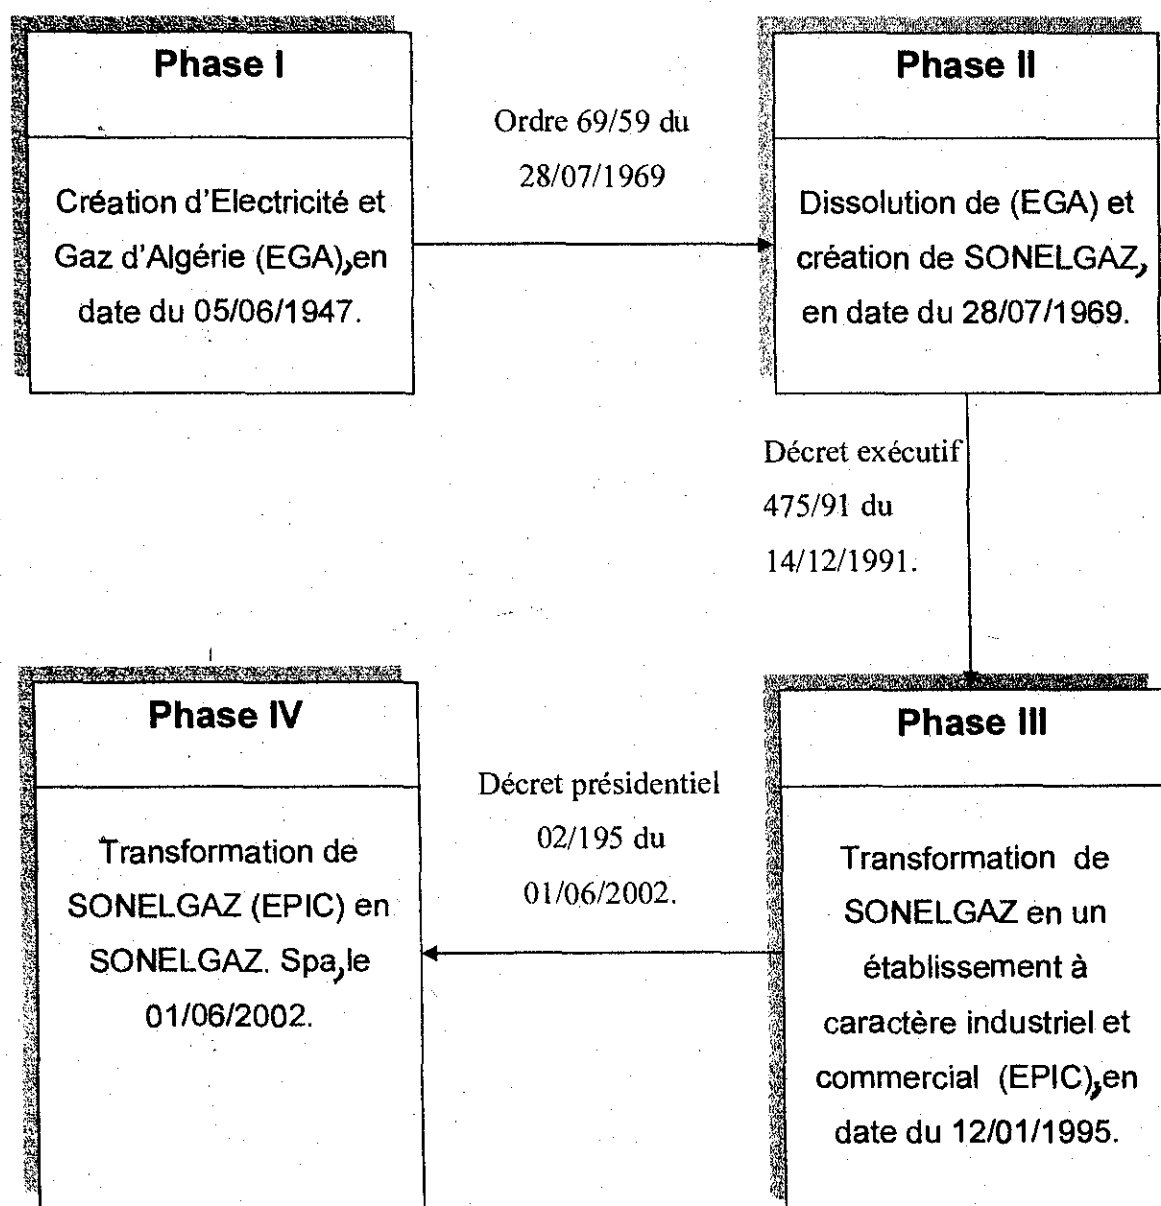 Phase I
Création d'Electricité et
Gaz d'Algérie (EGA),en
date du 05/06/1947.
Ordre 69/59 du
28/07/1969
Phase II
Dissolution de (EGA) et
création de SONELGAZ,
en date du 28/07/1969.
Décret exécutif
475/91 du
14/12/1991.
Phase III
Transformation de
SONELGAZ en un
établissement à
caractère industriel et
commercial (EPIC),en
date du 12/01/1995.
Décret présidentiel
02/195 du
01/06/2002.
Phase IV
Transformation de
SONELGAZ (EPIC) en
SONELGAZ. Spa,le
01/06/2002.